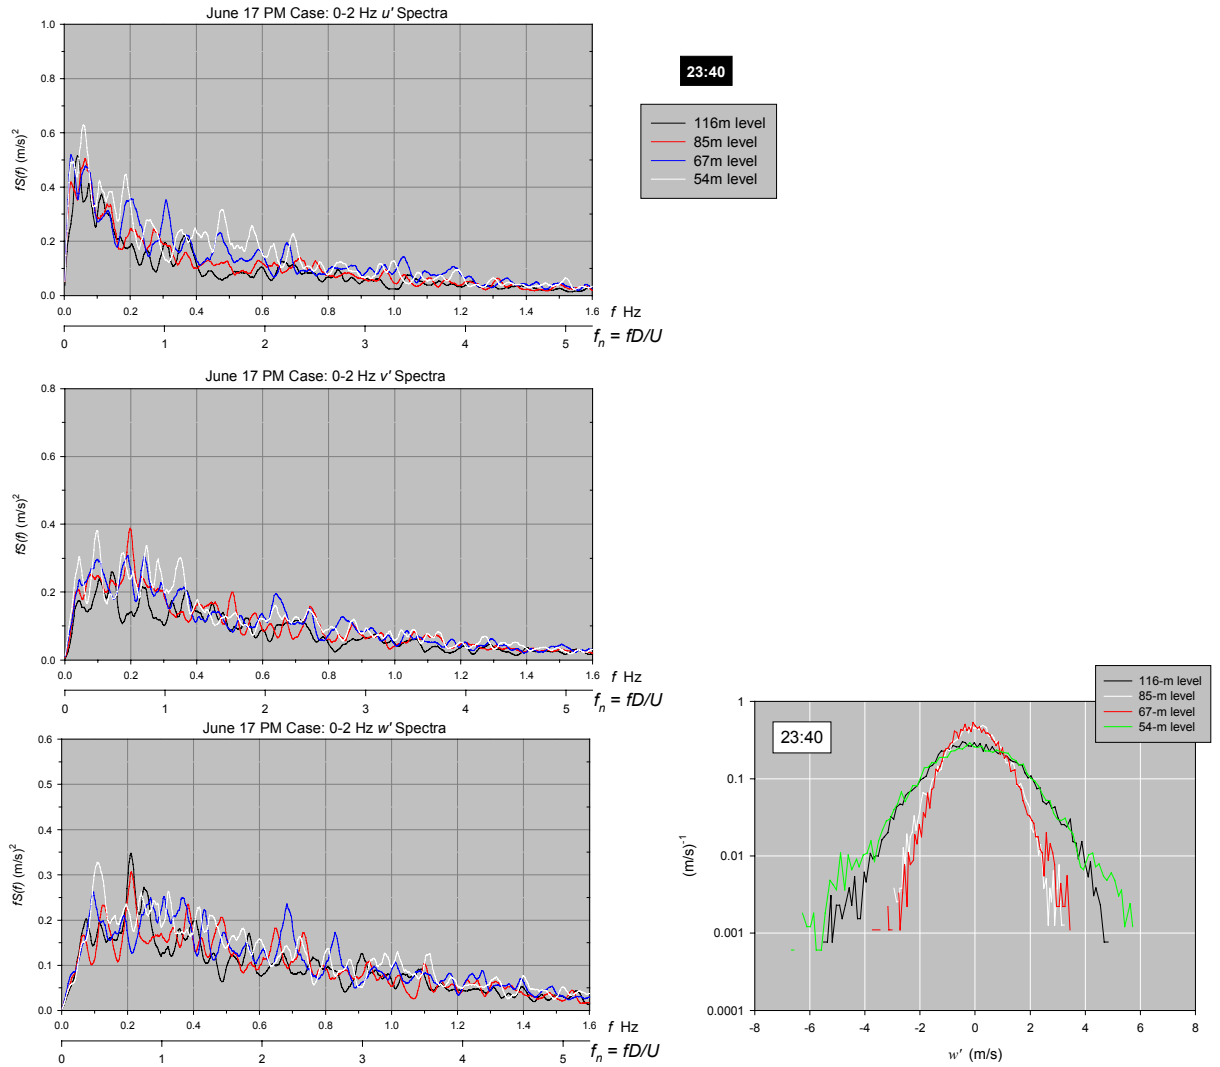 June 17 PM Case: 0-2 Hz u' Spectra
1.0
0.8
0.6
0.4
0.2
0.0
fS(f) (m/s)²
0.0 0.2 0.4 0.6 0.8 1.0 1.2 1.4 1.6
f Hz
0 1 2 3 4 5
fₙ = fD/U
23:40
116m level
85m level
67m level
54m level
June 17 PM Case: 0-2 Hz v' Spectra
0.8
0.6
0.4
0.2
0.0
fS(f) (m/s)²
0.0 0.2 0.4 0.6 0.8 1.0 1.2 1.4 1.6
f Hz
0 1 2 3 4 5
fₙ = fD/U
June 17 PM Case: 0-2 Hz w' Spectra
0.6
0.5
0.4
0.3
0.2
0.1
0.0
fS(f) (m/s)²
0.0 0.2 0.4 0.6 0.8 1.0 1.2 1.4 1.6
f Hz
0 1 2 3 4 5
fₙ = fD/U
116-m level
85-m level
67-m level
54-m level
23:40
1
0.1
0.01
0.001
0.0001
(m/s)⁻¹
-8 -6 -4 -2 0 2 4 6 8
w' (m/s)